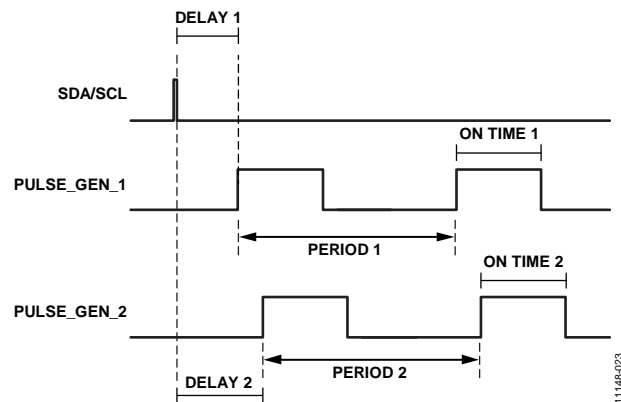 DELAY 1
SDA/SCL
ON TIME 1
PULSE_GEN_1
PERIOD 1
ON TIME 2
PULSE_GEN_2
PERIOD 2
DELAY 2
11148-023